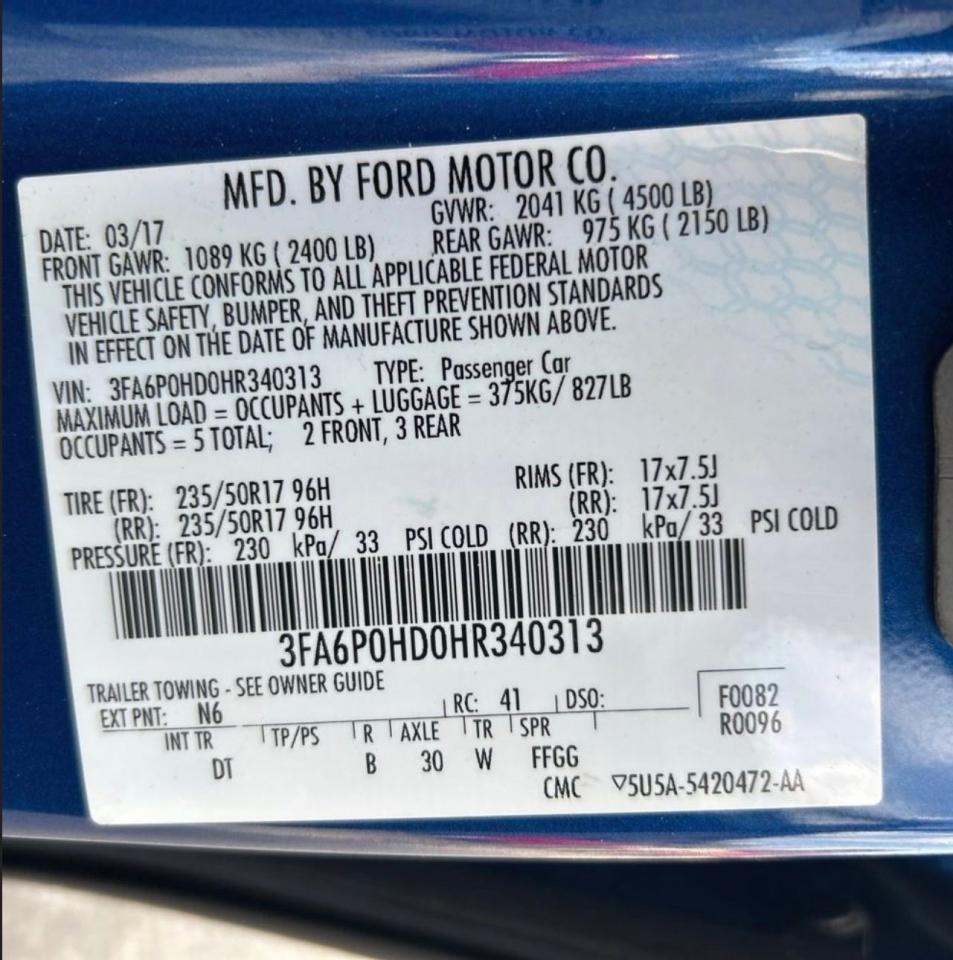 MFD. BY FORD MOTOR CO.
DATE: 03/17 GVWR: 2041 KG ( 4500 LB)
FRONT GAWR: 1089 KG ( 2400 LB) REAR GAWR: 975 KG ( 2150 LB)
THIS VEHICLE CONFORMS TO ALL APPLICABLE FEDERAL MOTOR
VEHICLE SAFETY, BUMPER, AND THEFT PREVENTION STANDARDS
IN EFFECT ON THE DATE OF MANUFACTURE SHOWN ABOVE.
VIN: 3FA6P0HD0HR340313 TYPE: Passenger Car
MAXIMUM LOAD = OCCUPANTS + LUGGAGE = 375KG/ 827LB
OCCUPANTS = 5 TOTAL; 2 FRONT, 3 REAR
TIRE (FR): 235/50R17 96H RIMS (FR): 17x7.5J
(RR): 235/50R17 96H (RR): 17x7.5J
PRESSURE (FR): 230 kPa/ 33 PSI COLD (RR): 230 kPa/ 33 PSI COLD
3FA6P0HD0HR340313
TRAILER TOWING - SEE OWNER GUIDE
EXT PNT: N6 RC: 41 DSO: F0082
R0096
INT TR TP/PS R AXLE TR SPR
DT B 30 W FFGG
CMC ▽5U5A-5420472-AA